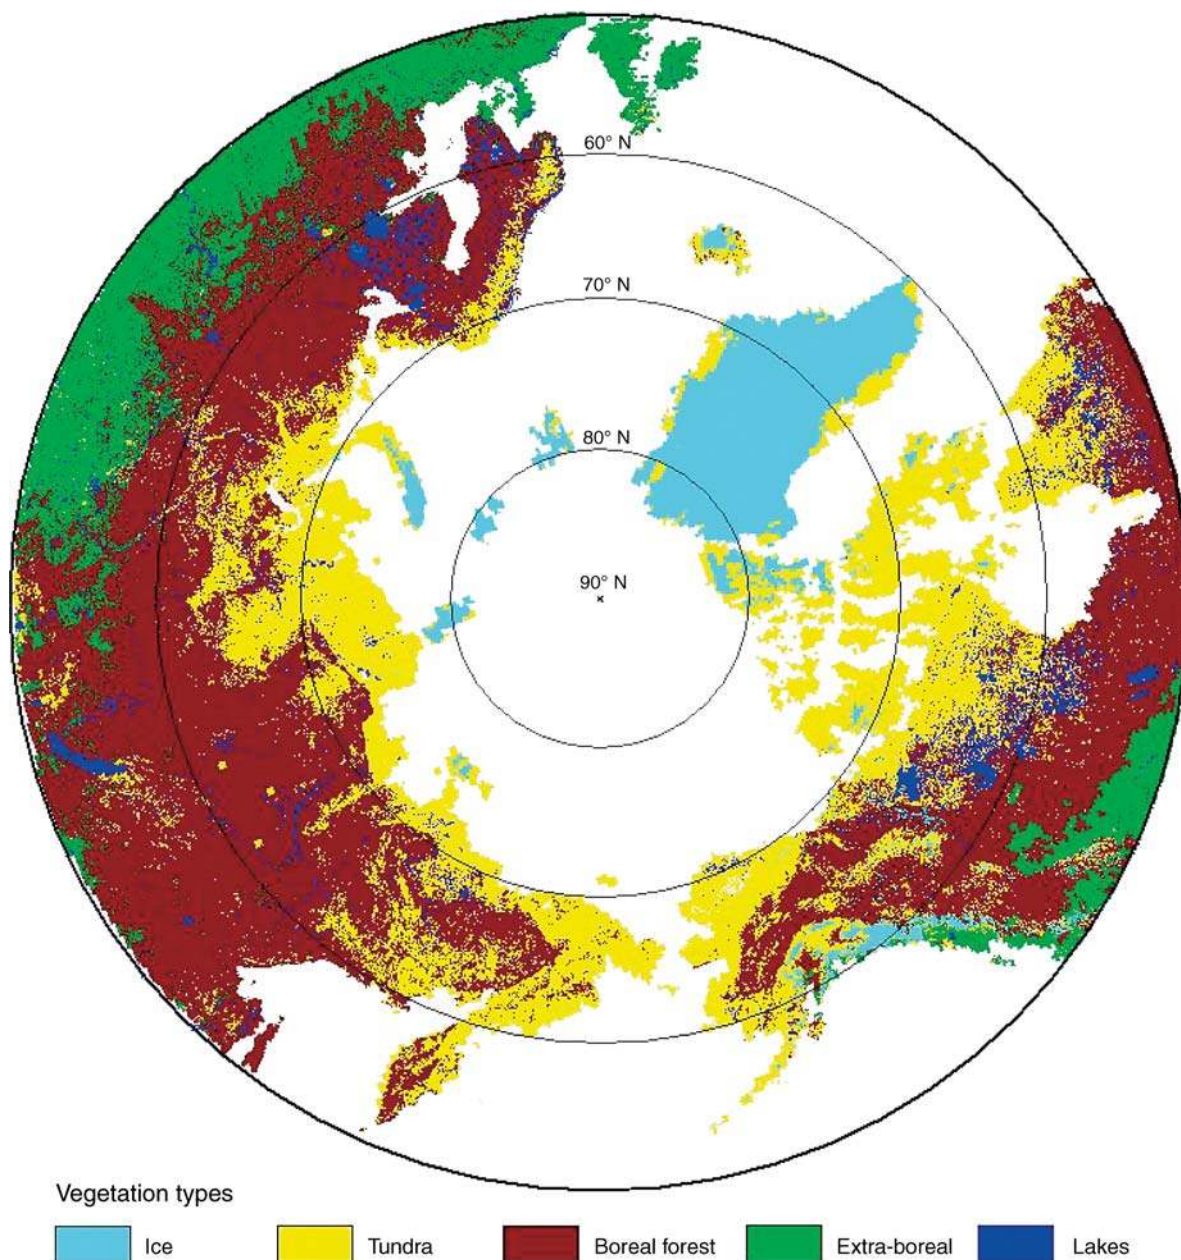 60° N
70° N
80° N
90° N
Vegetation types
Ice
Tundra
Boreal forest
Extra-boreal
Lakes